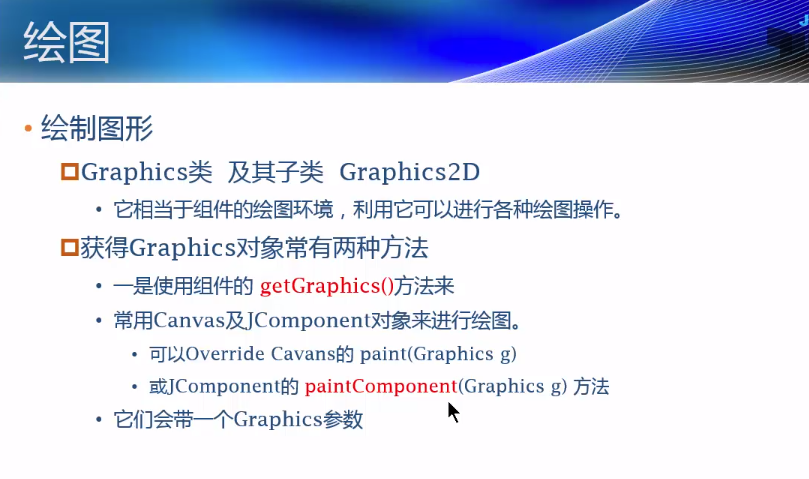 绘图
绘制图形
Graphics类 及其子类 Graphics2D
它相当于组件的绘图环境，利用它可以进行各种绘图操作。
获得Graphics对象常有两种方法
一是使用组件的 getGraphics()方法来
常用Canvas及JComponent对象来进行绘图。
可以Override Cavans的 paint(Graphics g)
或JComponent的 paintComponent(Graphics g) 方法
它们会带一个Graphics参数